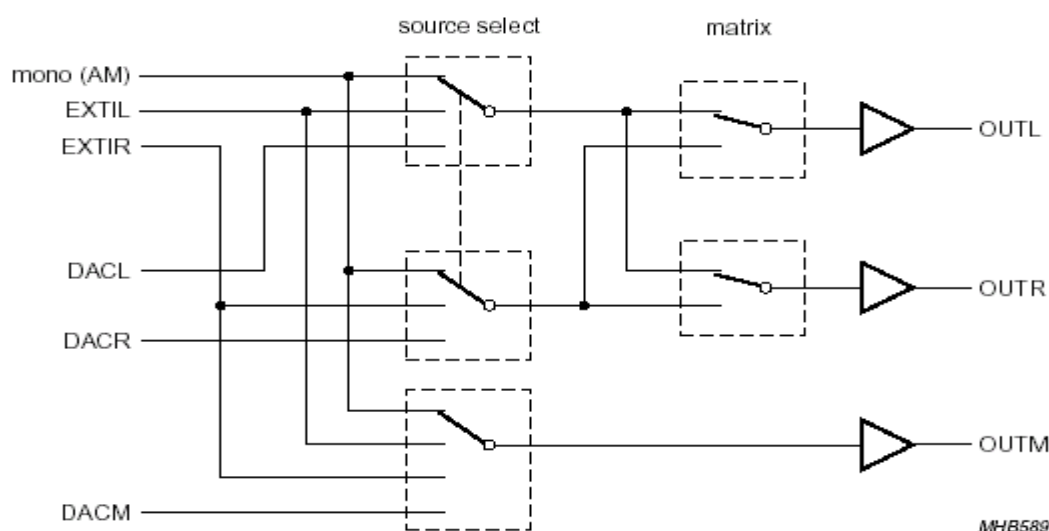 source select
matrix
mono (AM)
EXTIL
EXTIR
OUTL
DACL
OUTR
DACR
OUTM
DACM
MHB589